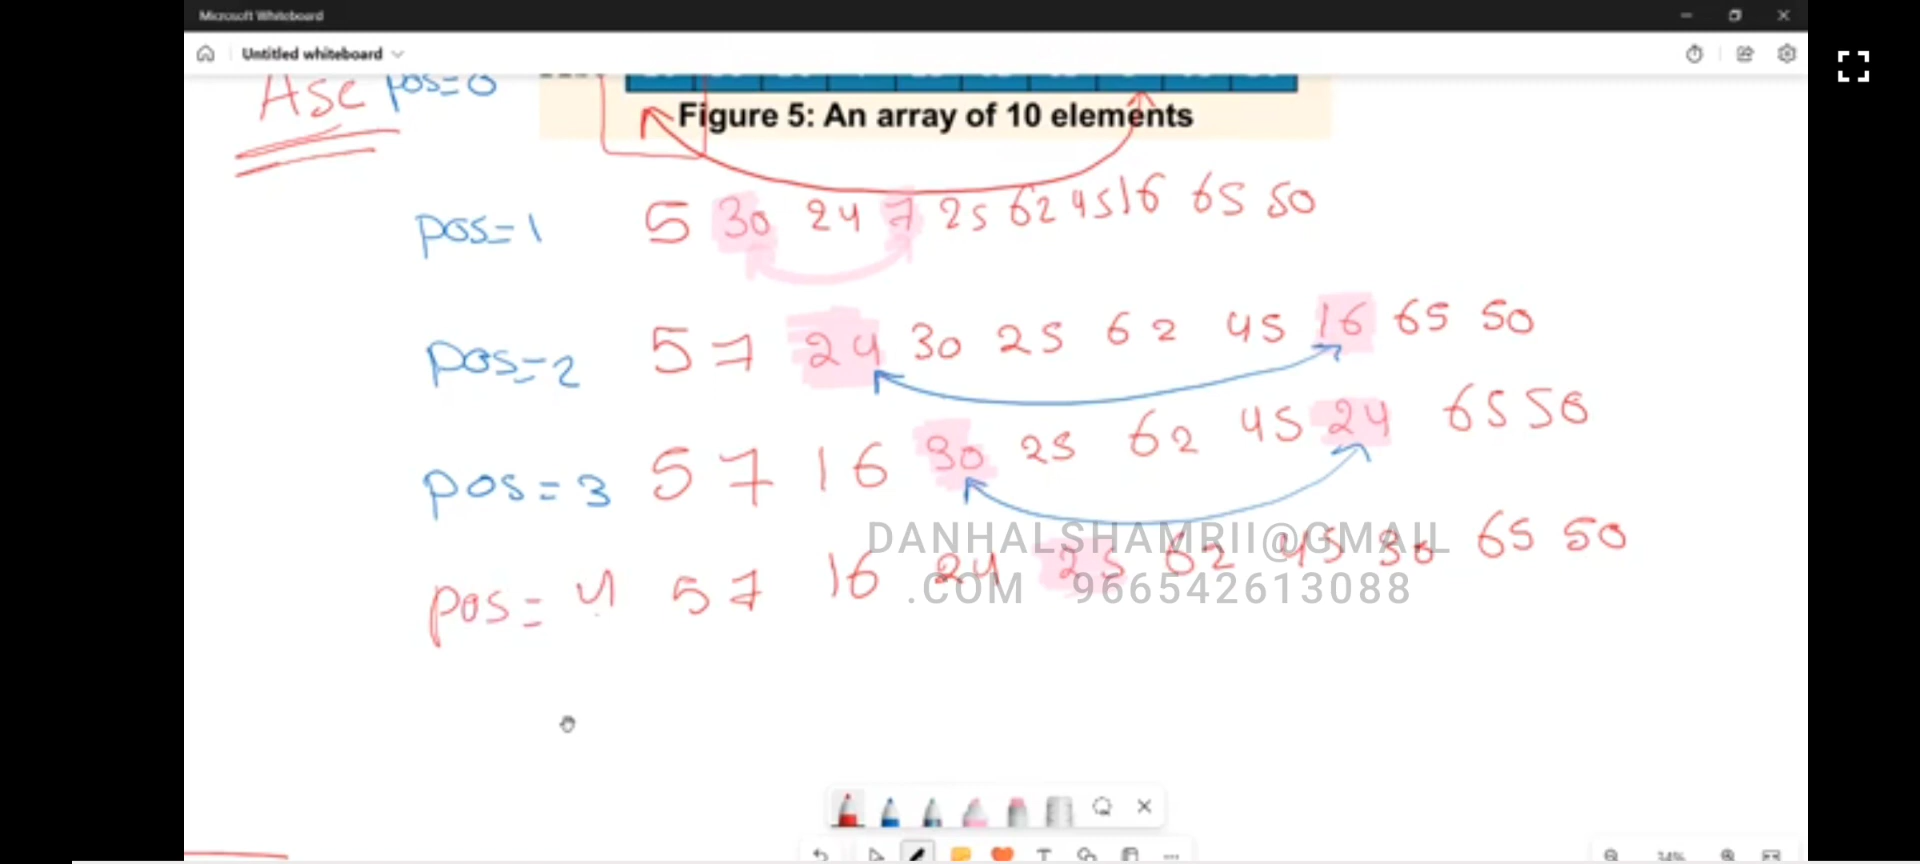 Microsoft Whiteboard
Untitled whiteboard
Asc pos=0
Figure 5: An array of 10 elements
pos=1 5 30 24 7 25 62 45 16 65 50
pos=2 5 7 24 30 25 62 45 16 65 50
pos=3 5 7 16 30 25 62 45 24 65 50
DANHALSHAMRII@GMAIL
pos=4 5 7 16 24 25 62 45 30 65 50
.COM 966542613088